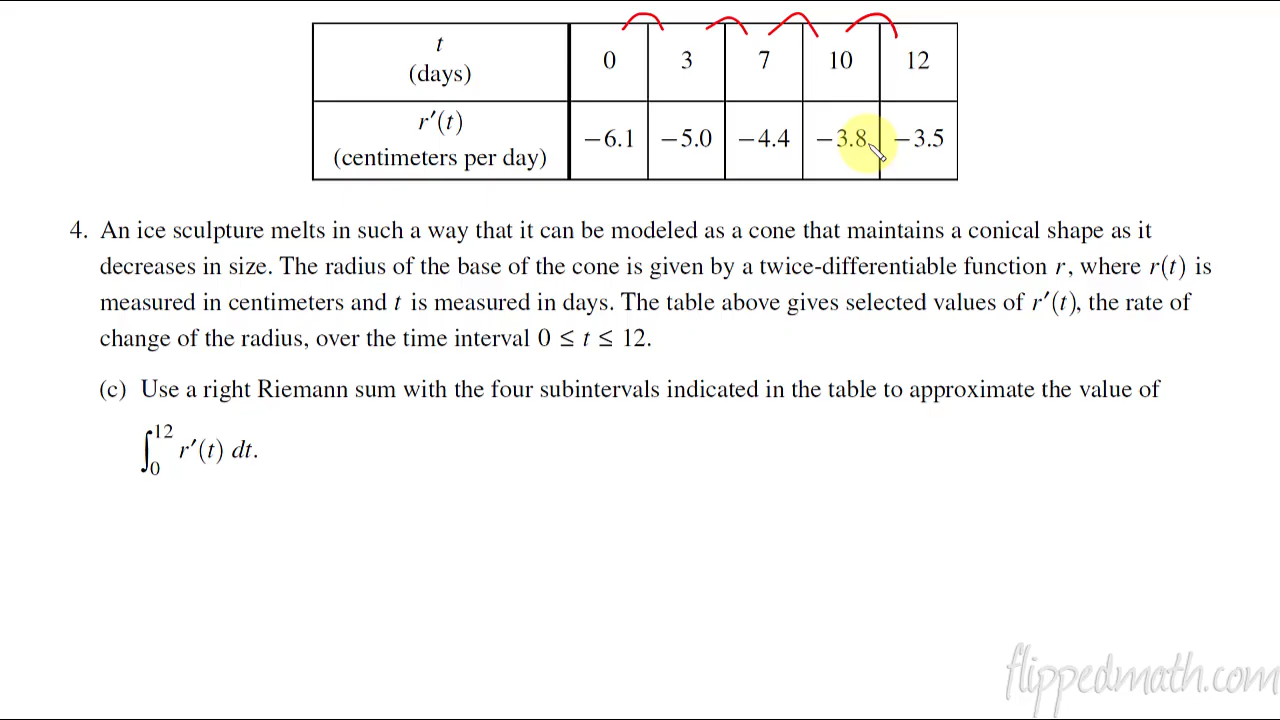 t (days) 0 3 7 10 12
r′(t) (centimeters per day) −6.1 −5.0 −4.4 −3.8 −3.5
4. An ice sculpture melts in such a way that it can be modeled as a cone that maintains a conical shape as it
decreases in size. The radius of the base of the cone is given by a twice-differentiable function r, where r(t) is
measured in centimeters and t is measured in days. The table above gives selected values of r′(t), the rate of
change of the radius, over the time interval 0 ≤ t ≤ 12.
(c) Use a right Riemann sum with the four subintervals indicated in the table to approximate the value of
∫₀¹² r′(t) dt.
flippedmath.com